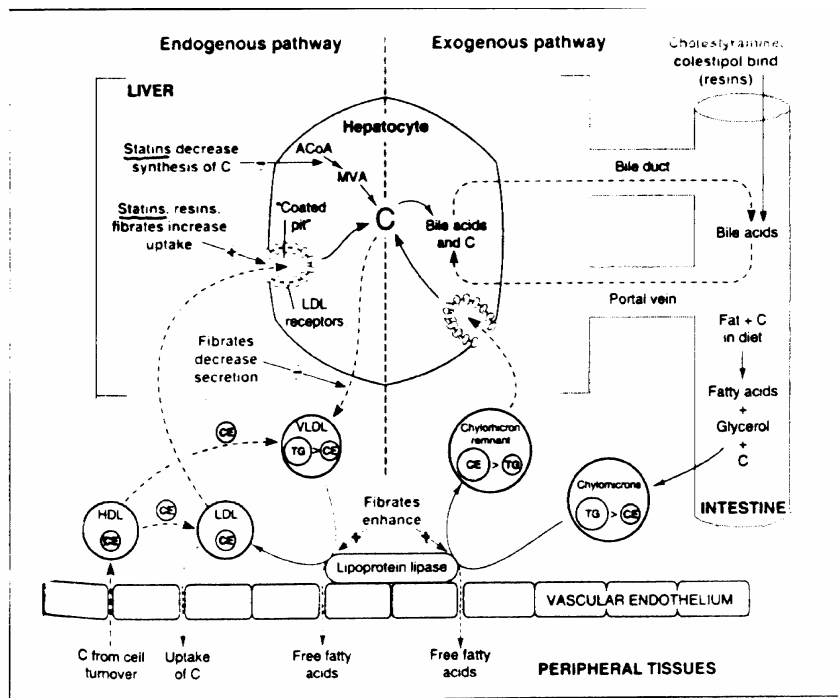 Endogenous pathway
Exogenous pathway
Cholestyramine,
colestipol bind
(resins)
LIVER
Hepatocyte
Statins decrease
synthesis of C
ACoA
MVA
Bile duct
Statins, resins,
fibrates increase
uptake
+
"Coated
pit"
C
Bile acids
and C
Bile acids
LDL
receptors
Portal vein
Fibrates
decrease
secretion
−
Fat + C
in diet
Fatty acids
+
Glycerol
+
C
CE
VLDL
TG > CE
Chylomicron
remnant
CE > TG
Chylomicrons
TG > CE
INTESTINE
HDL
CE
CE
LDL
CE
Fibrates
enhance
+
+
Lipoprotein lipase
VASCULAR ENDOTHELIUM
C from cell
turnover
Uptake
of C
Free fatty
acids
Free fatty
acids
PERIPHERAL TISSUES